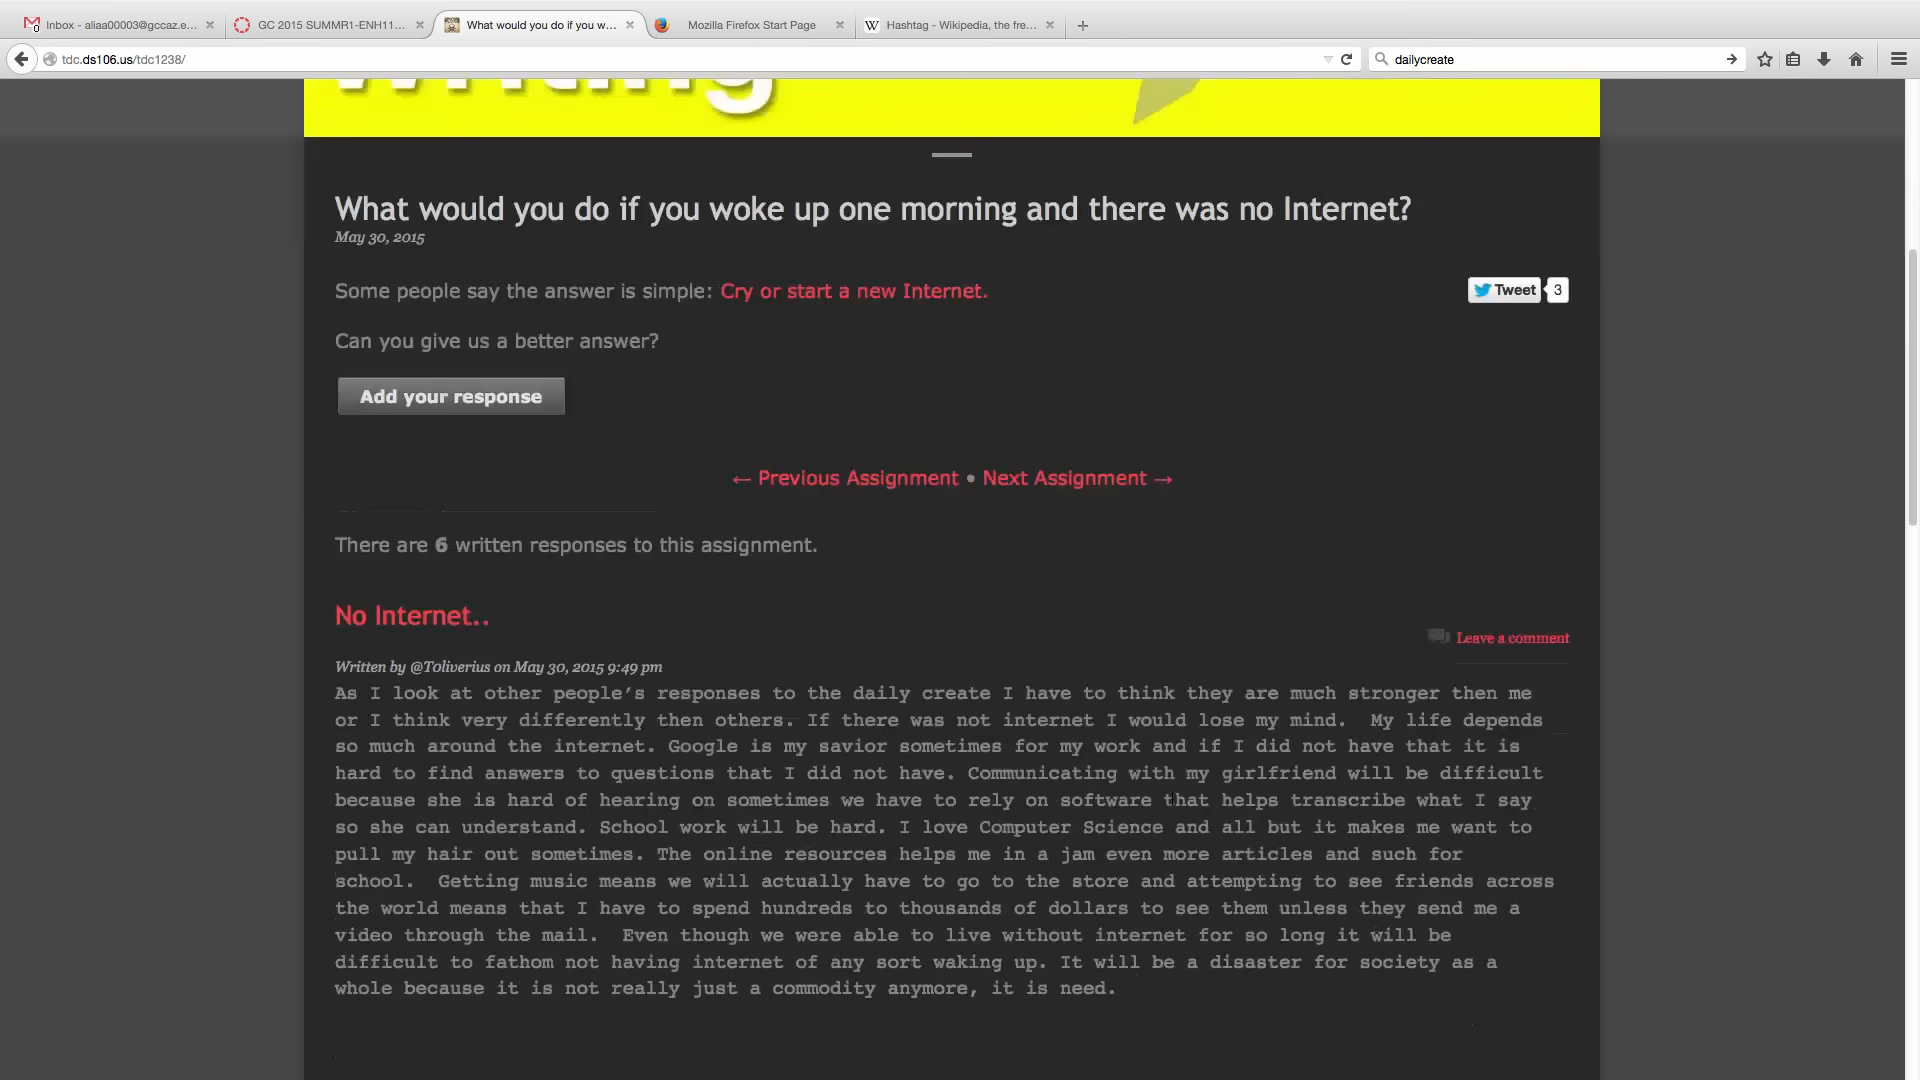 Inbox - aliaa00003@gccaz.e...
GC 2015 SUMMR1-ENH11...
What would you do if you w...
Mozilla Firefox Start Page
Hashtag - Wikipedia, the fre...
tdc.ds106.us/tdc1238/
dailycreate
Writing
What would you do if you woke up one morning and there was no Internet?
May 30, 2015
Some people say the answer is simple: Cry or start a new Internet.
Tweet 3
Can you give us a better answer?
Add your response
← Previous Assignment • Next Assignment →
There are 6 written responses to this assignment.
No Internet..
Leave a comment
Written by @Toliverius on May 30, 2015 9:49 pm
As I look at other people’s responses to the daily create I have to think they are much stronger then me
or I think very differently then others. If there was not internet I would lose my mind.  My life depends
so much around the internet. Google is my savior sometimes for my work and if I did not have that it is
hard to find answers to questions that I did not have. Communicating with my girlfriend will be difficult
because she is hard of hearing on sometimes we have to rely on software that helps transcribe what I say
so she can understand. School work will be hard. I love Computer Science and all but it makes me want to
pull my hair out sometimes. The online resources helps me in a jam even more articles and such for
school.  Getting music means we will actually have to go to the store and attempting to see friends across
the world means that I have to spend hundreds to thousands of dollars to see them unless they send me a
video through the mail.  Even though we were able to live without internet for so long it will be
difficult to fathom not having internet of any sort waking up. It will be a disaster for society as a
whole because it is not really just a commodity anymore, it is need.